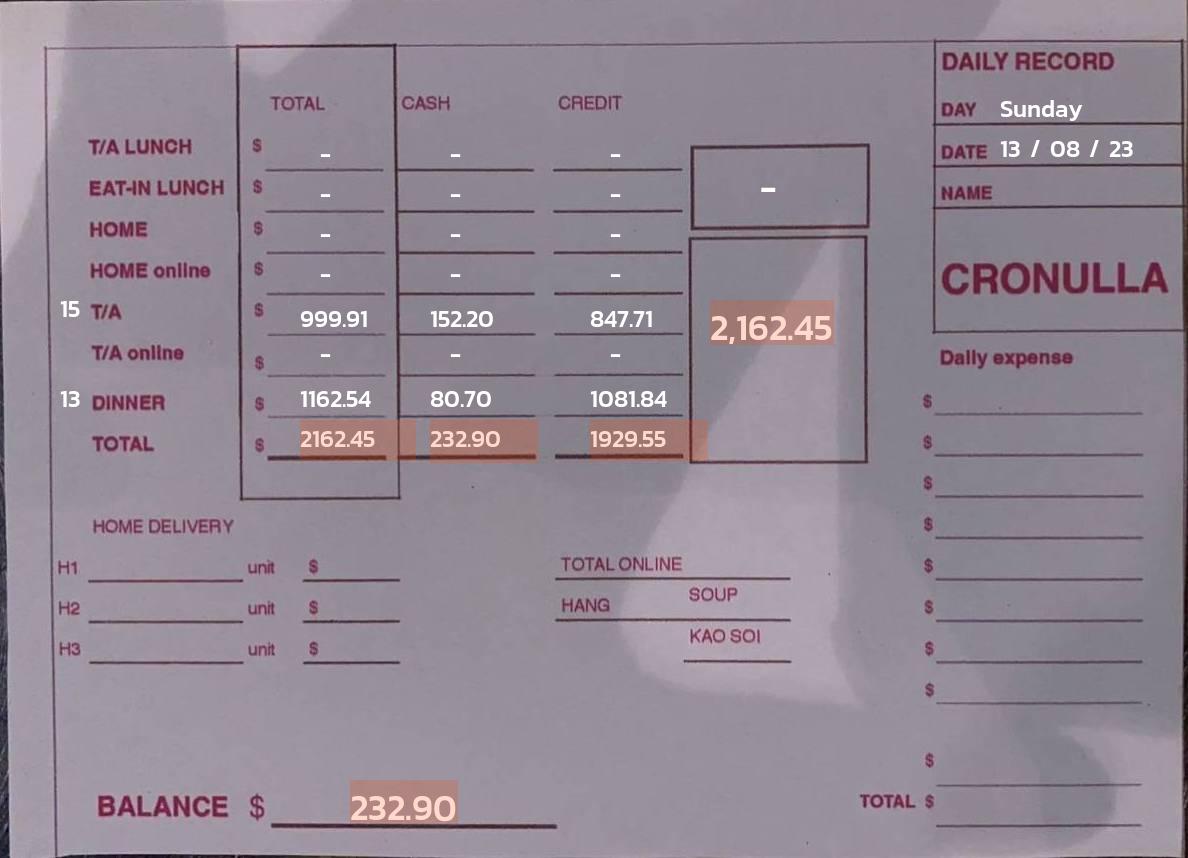 DAILY RECORD
DAY Sunday
DATE 13 / 08 / 23
NAME
CRONULLA
TOTAL CASH CREDIT
T/A LUNCH $ - - -
EAT-IN LUNCH $ - - -
-
HOME $ - - -
HOME online $ - - -
15 T/A $ 999.91 152.20 847.71
2,162.45
T/A online $ - - -
13 DINNER $ 1162.54 80.70 1081.84
TOTAL $ 2162.45 232.90 1929.55
Daily expense
$
$
$
$
$
$
$
$
$
TOTAL $
HOME DELIVERY
H1 unit $
H2 unit $
H3 unit $
TOTAL ONLINE
HANG SOUP
KAO SOI
BALANCE $ 232.90